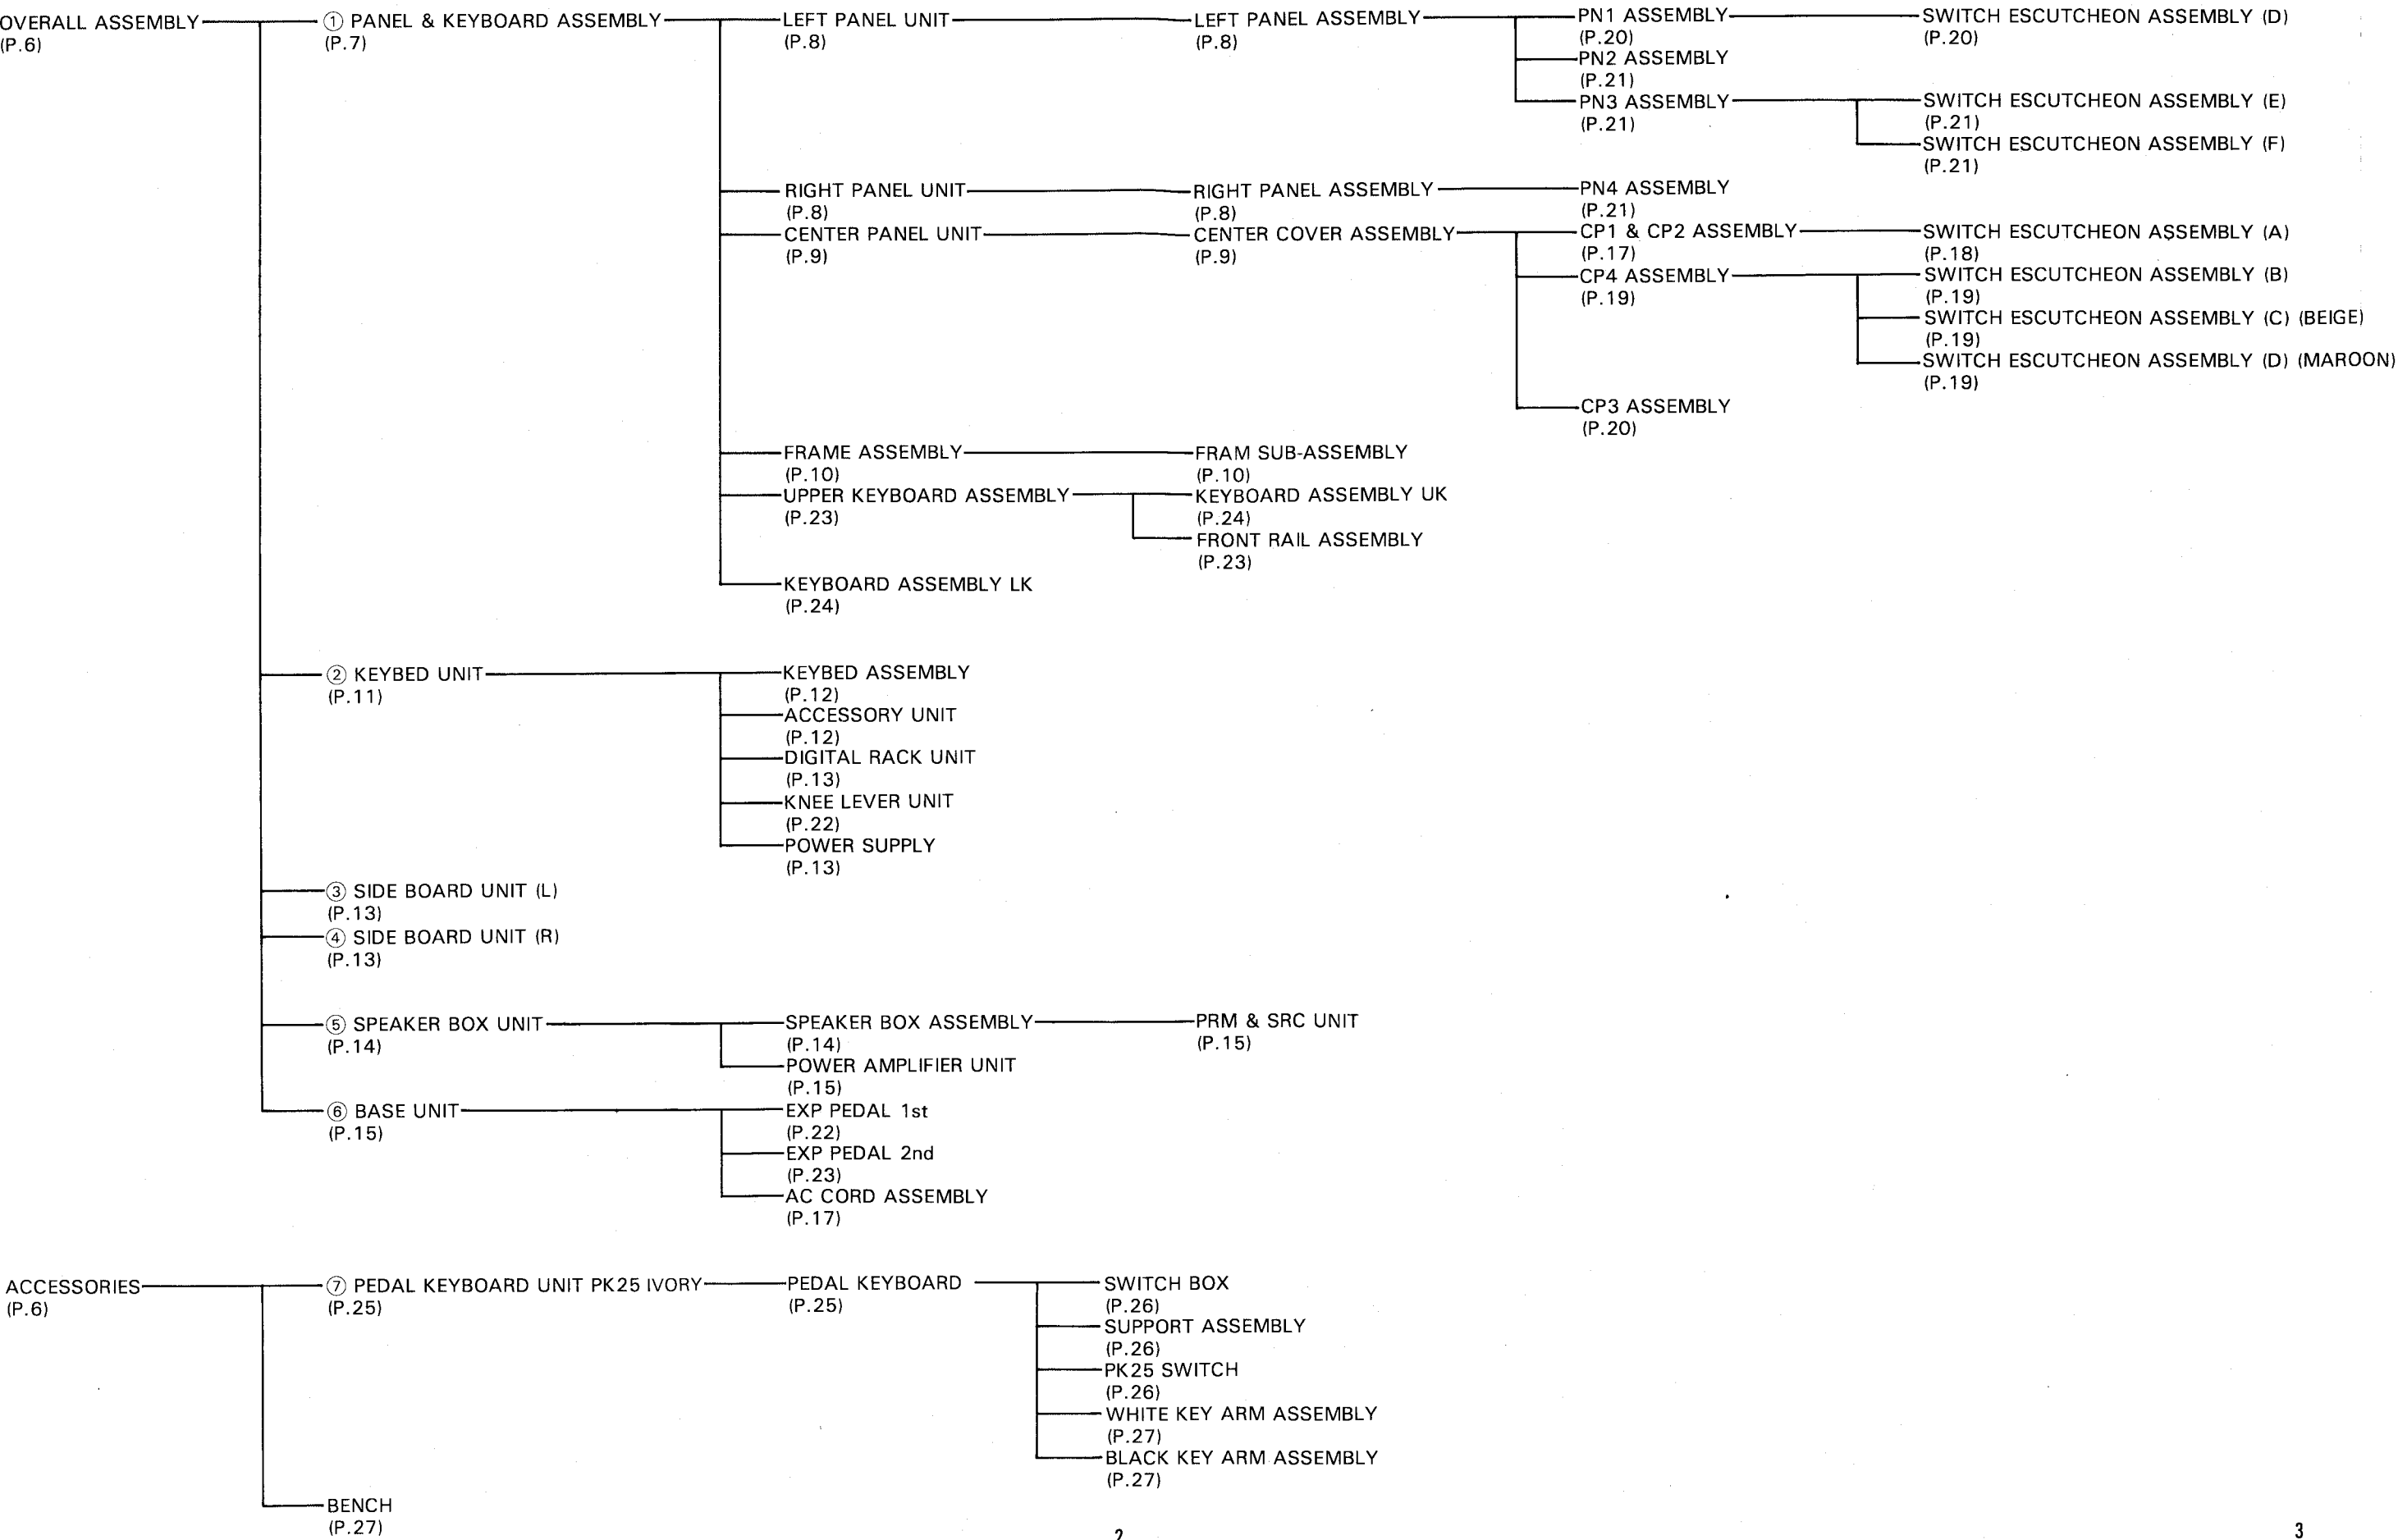 OVERALL ASSEMBLY
(P.6)
① PANEL & KEYBOARD ASSEMBLY
(P.7)
LEFT PANEL UNIT
(P.8)
LEFT PANEL ASSEMBLY
(P.8)
PN1 ASSEMBLY
(P.20)
SWITCH ESCUTCHEON ASSEMBLY (D)
(P.20)
PN2 ASSEMBLY
(P.21)
PN3 ASSEMBLY
(P.21)
SWITCH ESCUTCHEON ASSEMBLY (E)
(P.21)
SWITCH ESCUTCHEON ASSEMBLY (F)
(P.21)
RIGHT PANEL UNIT
(P.8)
RIGHT PANEL ASSEMBLY
(P.8)
PN4 ASSEMBLY
(P.21)
CENTER PANEL UNIT
(P.9)
CENTER COVER ASSEMBLY
(P.9)
CP1 & CP2 ASSEMBLY
(P.17)
SWITCH ESCUTCHEON ASSEMBLY (A)
(P.18)
CP4 ASSEMBLY
(P.19)
SWITCH ESCUTCHEON ASSEMBLY (B)
(P.19)
SWITCH ESCUTCHEON ASSEMBLY (C) (BEIGE)
(P.19)
SWITCH ESCUTCHEON ASSEMBLY (D) (MAROON)
(P.19)
CP3 ASSEMBLY
(P.20)
FRAME ASSEMBLY
(P.10)
FRAM SUB-ASSEMBLY
(P.10)
UPPER KEYBOARD ASSEMBLY
(P.23)
KEYBOARD ASSEMBLY UK
(P.24)
FRONT RAIL ASSEMBLY
(P.23)
KEYBOARD ASSEMBLY LK
(P.24)
② KEYBED UNIT
(P.11)
KEYBED ASSEMBLY
(P.12)
ACCESSORY UNIT
(P.12)
DIGITAL RACK UNIT
(P.13)
KNEE LEVER UNIT
(P.22)
POWER SUPPLY
(P.13)
③ SIDE BOARD UNIT (L)
(P.13)
④ SIDE BOARD UNIT (R)
(P.13)
⑤ SPEAKER BOX UNIT
(P.14)
SPEAKER BOX ASSEMBLY
(P.14)
PRM & SRC UNIT
(P.15)
POWER AMPLIFIER UNIT
(P.15)
⑥ BASE UNIT
(P.15)
EXP PEDAL 1st
(P.22)
EXP PEDAL 2nd
(P.23)
AC CORD ASSEMBLY
(P.17)
ACCESSORIES
(P.6)
⑦ PEDAL KEYBOARD UNIT PK25 IVORY
(P.25)
PEDAL KEYBOARD
(P.25)
SWITCH BOX
(P.26)
SUPPORT ASSEMBLY
(P.26)
PK25 SWITCH
(P.26)
WHITE KEY ARM ASSEMBLY
(P.27)
BLACK KEY ARM ASSEMBLY
(P.27)
BENCH
(P.27)
2
3